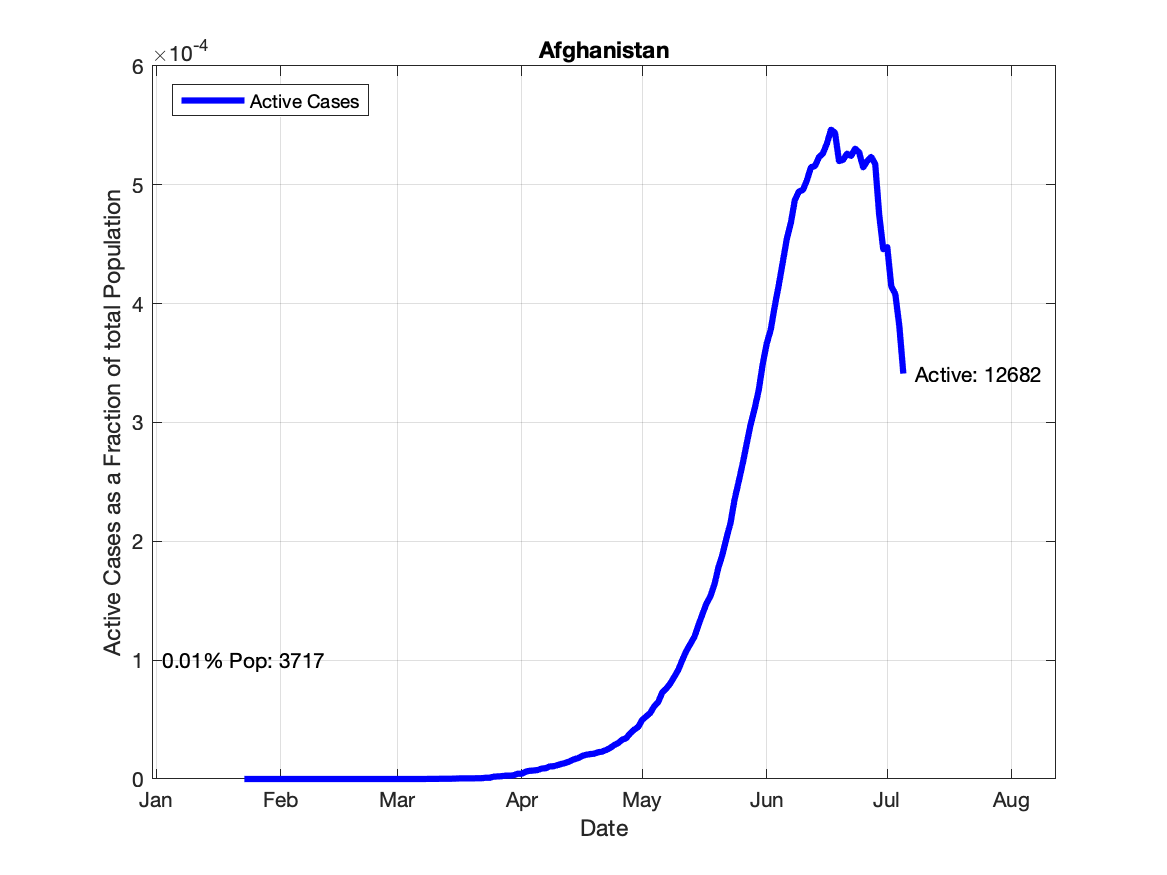 Afghanistan
×10-4
Active Cases
6
5
4
3
2
1
0
Active Cases as a Fraction of total Population
Active: 12682
0.01% Pop: 3717
Jan Feb Mar Apr May Jun Jul Aug
Date